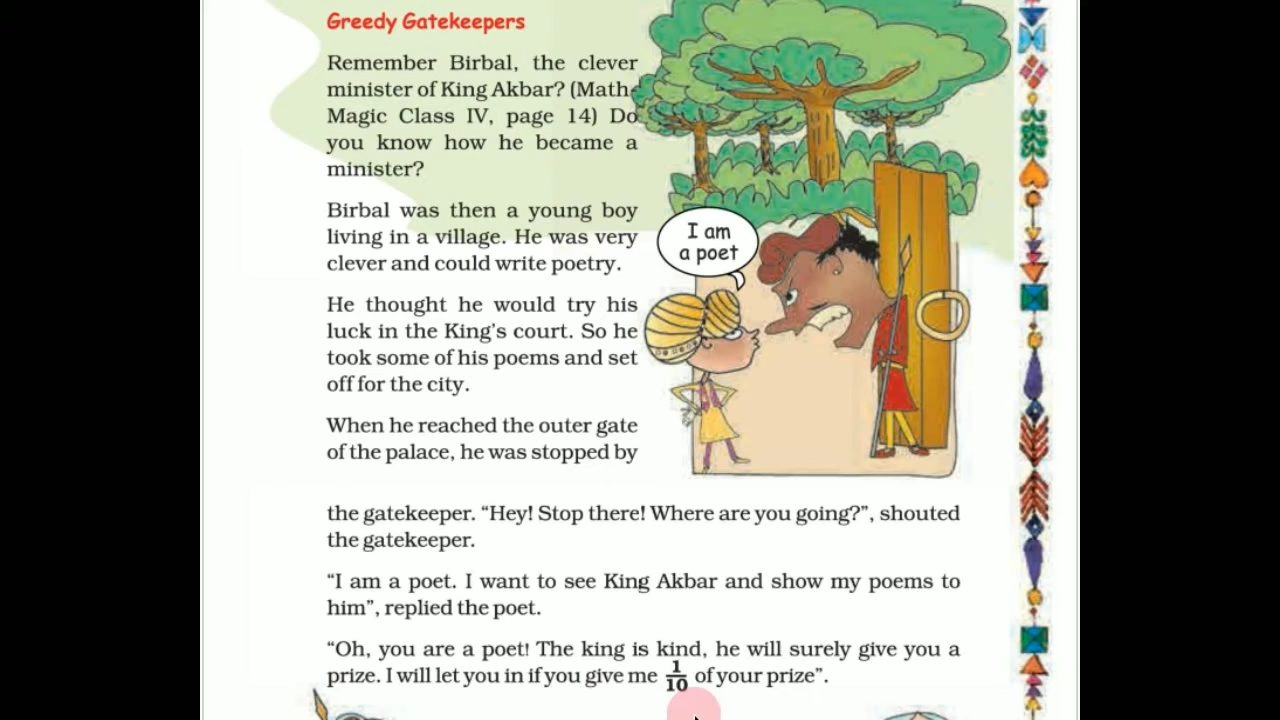 Greedy Gatekeepers
Remember Birbal, the clever
minister of King Akbar? (Math-
Magic Class IV, page 14) Do
you know how he became a
minister?
Birbal was then a young boy
living in a village. He was very
clever and could write poetry.
He thought he would try his
luck in the King's court. So he
took some of his poems and set
off for the city.
When he reached the outer gate
of the palace, he was stopped by
I am
a poet
the gatekeeper. “Hey! Stop there! Where are you going?”, shouted
the gatekeeper.
“I am a poet. I want to see King Akbar and show my poems to
him”, replied the poet.
“Oh, you are a poet! The king is kind, he will surely give you a
prize. I will let you in if you give me 1/10 of your prize”.